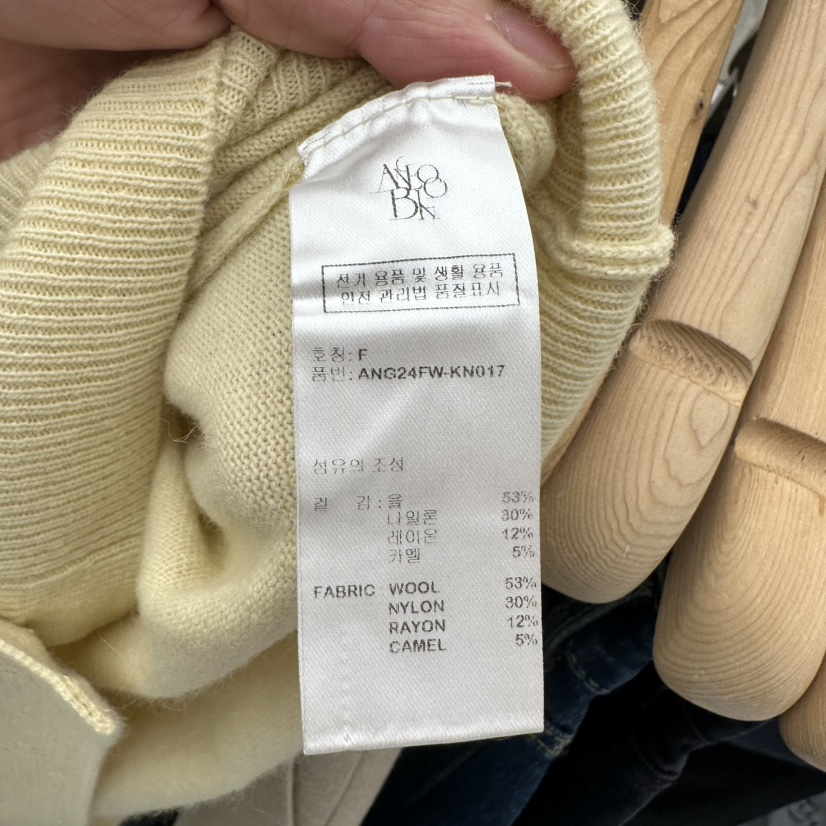 전기 용품 및 생활 용품
안전 관리법 품질표시
호칭: F
품번: ANG24FW-KN017
섬유의 조성
겉 감 : 울 53%
나일론 30%
레이온 12%
카멜 5%
FABRIC WOOL 53%
NYLON 30%
RAYON 12%
CAMEL 5%